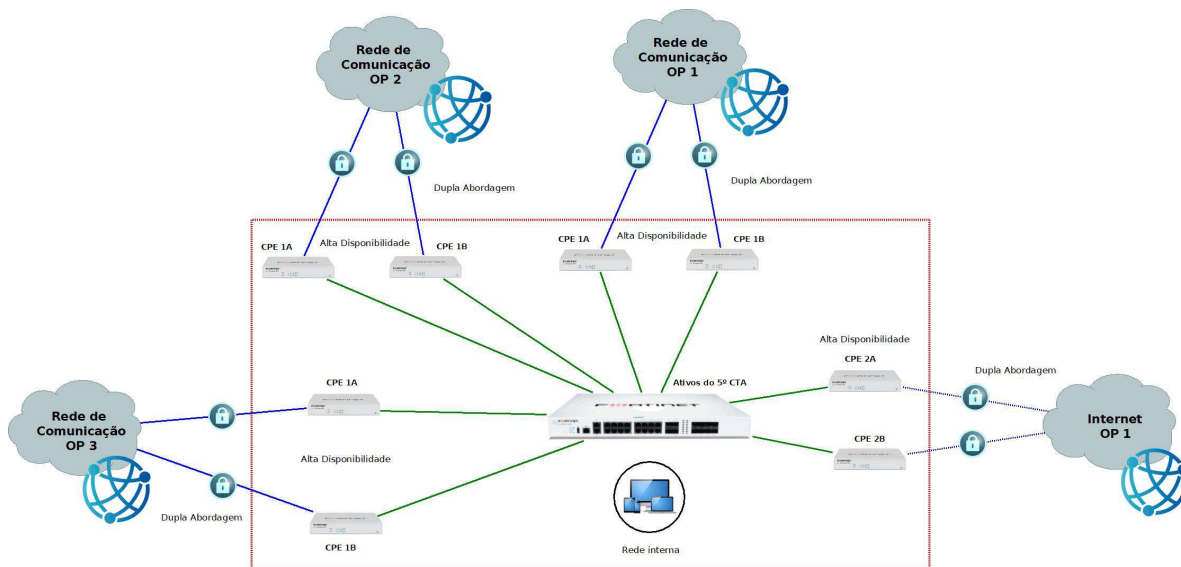 Rede de
Comunicação
OP 2
Rede de
Comunicação
OP 1
Dupla Abordagem
Dupla Abordagem
CPE 1A
Alta Disponibilidade
CPE 1B
CPE 1A
Alta Disponibilidade
CPE 1B
Alta Disponibilidade
CPE 2A
Dupla Abordagem
CPE 1A
Ativos do 5º CTA
FORTINET
Rede de
Comunicação
OP 3
Internet
OP 1
CPE 2B
Alta Disponibilidade
Dupla Abordagem
CPE 1B
Rede interna